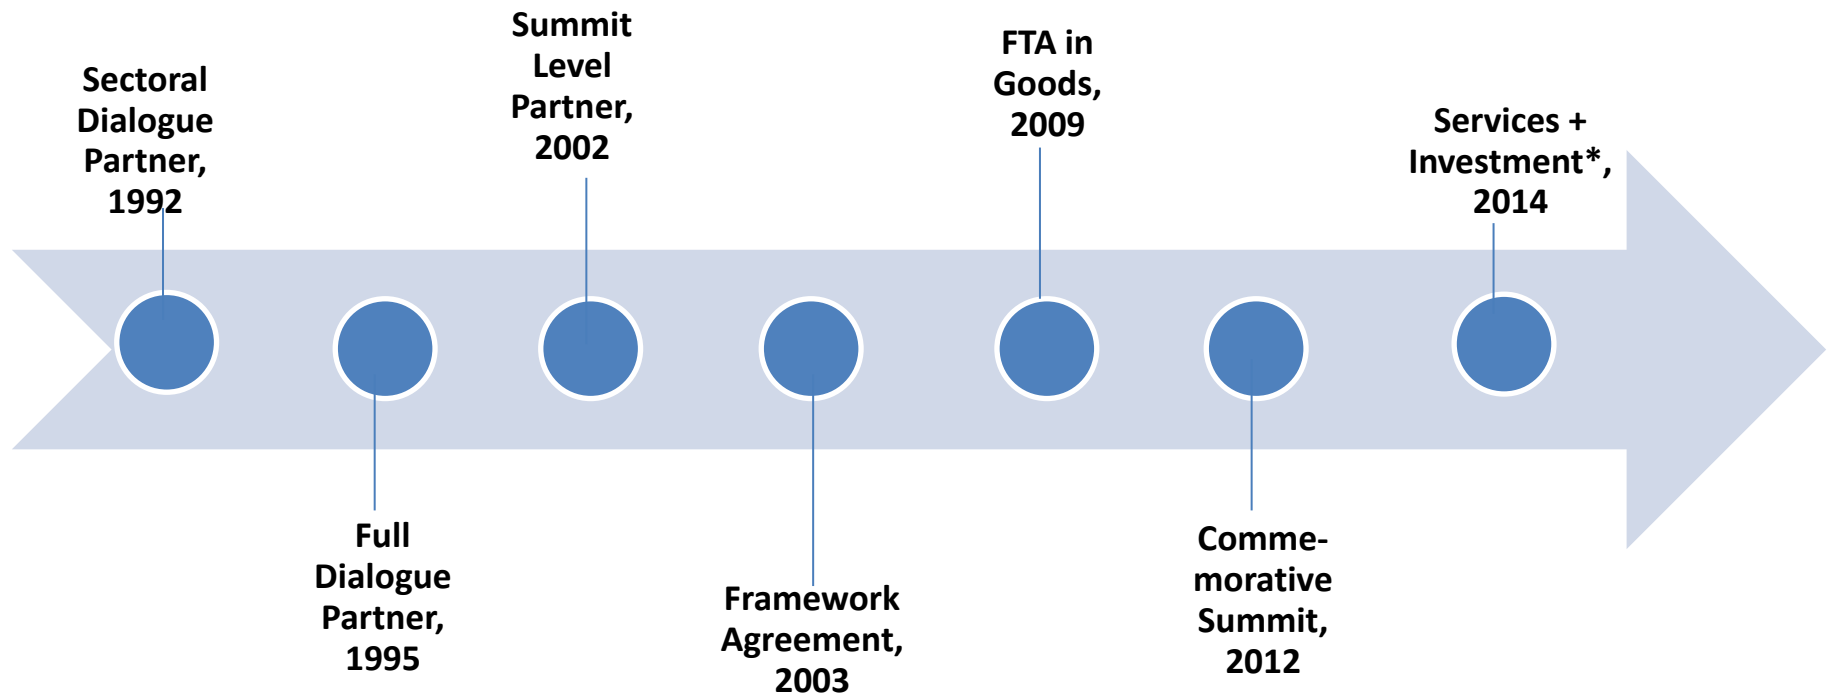 Sectoral
Dialogue
Partner,
1992
Full
Dialogue
Partner,
1995
Summit
Level
Partner,
2002
Framework
Agreement,
2003
FTA in
Goods,
2009
Comme-
morative
Summit,
2012
Services +
Investment*,
2014